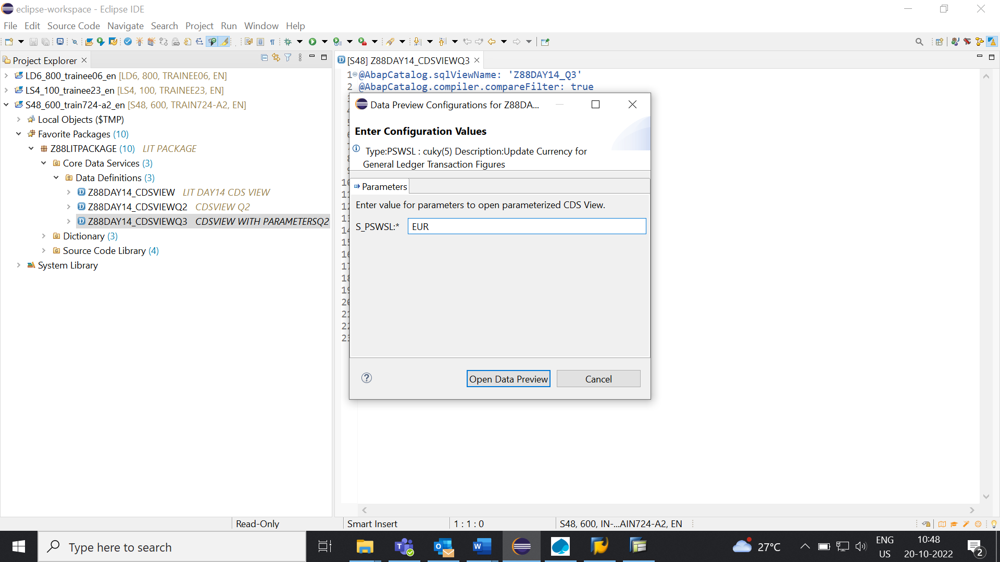 eclipse-workspace - Eclipse IDE
File Edit Source Code Navigate Search Project Run Window Help
Project Explorer
LD6_800_trainee06_en [LD6, 800, TRAINEE06, EN]
LS4_100_trainee23_en [LS4, 100, TRAINEE23, EN]
S48_600_train724-a2_en [S48, 600, TRAIN724-A2, EN]
Local Objects ($TMP)
Favorite Packages (10)
Z88LITPACKAGE (10) LIT PACKAGE
Core Data Services (3)
Data Definitions (3)
Z88DAY14_CDSVIEW LIT DAY14 CDS VIEW
Z88DAY14_CDSVIEWQ2 CDSVIEW Q2
Z88DAY14_CDSVIEWQ3 CDSVIEW WITH PARAMETERSQ2
Dictionary (3)
Source Code Library (4)
System Library
[S48] Z88DAY14_CDSVIEWQ3
1 @AbapCatalog.sqlViewName: 'Z88DAY14_Q3'
2 @AbapCatalog.compiler.compareFilter: true
Data Preview Configurations for Z88DA...
Enter Configuration Values
Type:PSWSL : cuky(5) Description:Update Currency for
General Ledger Transaction Figures
Parameters
Enter value for parameters to open parameterized CDS View.
S_PSWSL:* EUR
Open Data Preview Cancel
Read-Only Smart Insert 1 : 1 : 0 S48, 600, IN-...AIN724-A2, EN
Type here to search
27°C
ENG
US
10:48
20-10-2022
2